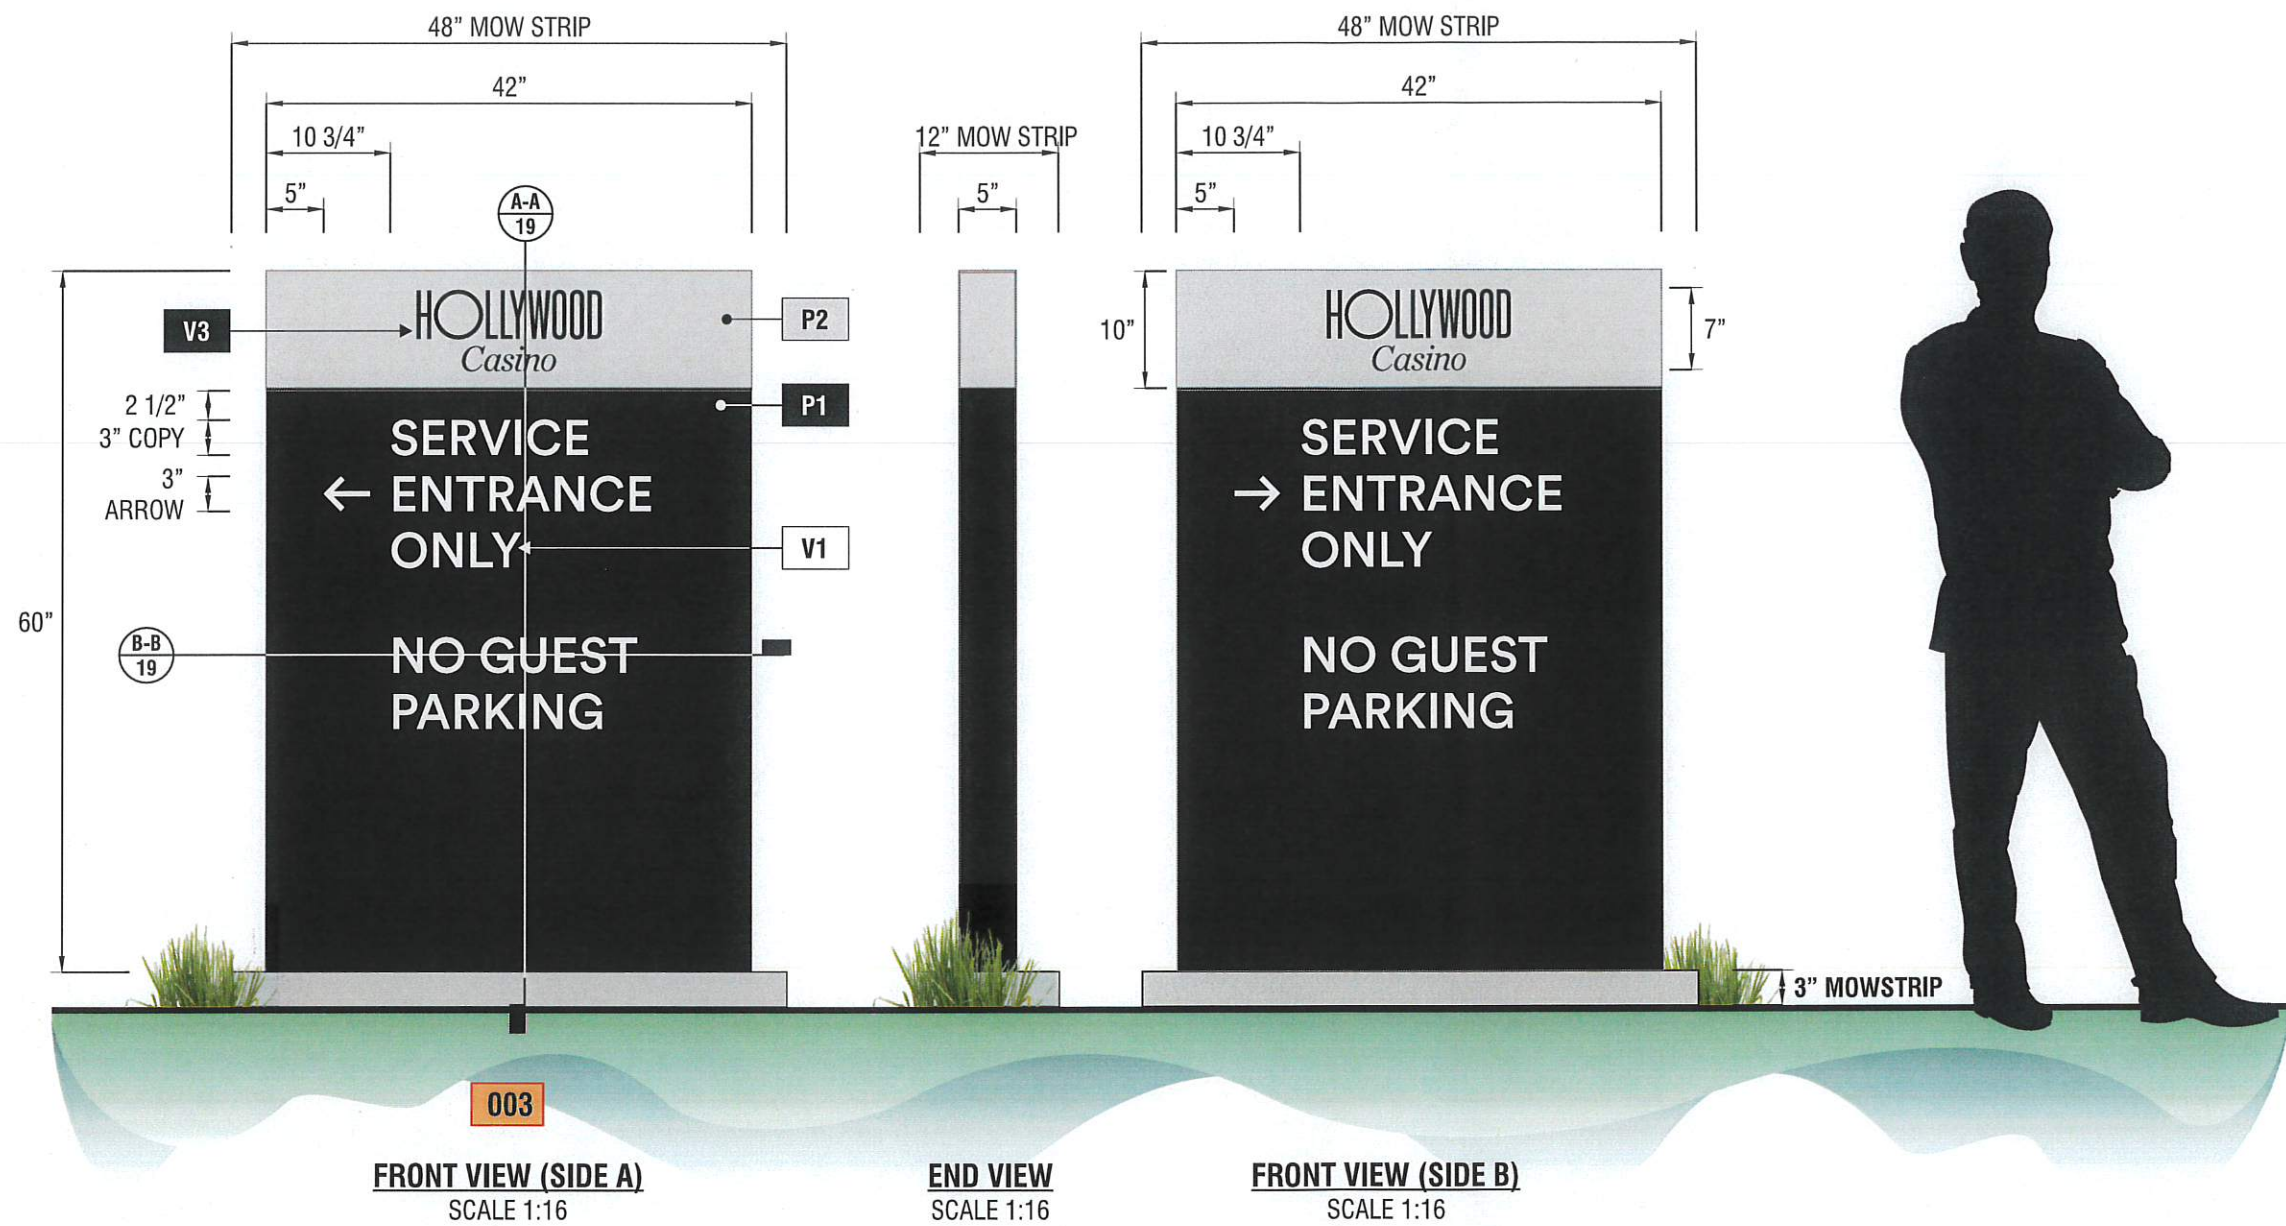 48” MOW STRIP
42”
10 3/4”
5”
A-A
19
HOLLYWOOD
Casino
V3
P2
P1
2 1/2”
3” COPY
3”
ARROW
SERVICE
← ENTRANCE
ONLY
V1
60”
B-B
19
NO GUEST
PARKING
003
FRONT VIEW (SIDE A)
SCALE 1:16
12” MOW STRIP
5”
END VIEW
SCALE 1:16
48” MOW STRIP
42”
10 3/4”
5”
10”
HOLLYWOOD
Casino
7”
SERVICE
→ ENTRANCE
ONLY
NO GUEST
PARKING
3” MOWSTRIP
FRONT VIEW (SIDE B)
SCALE 1:16